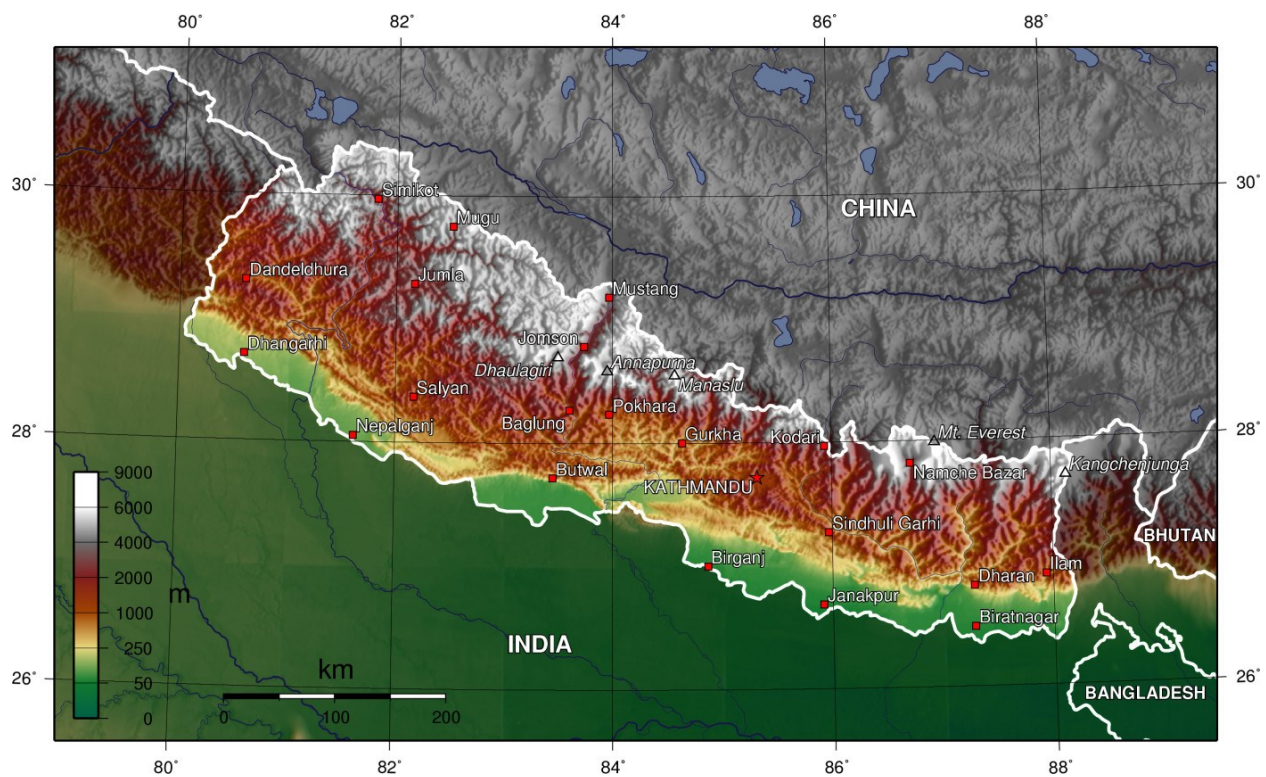 80° 82° 84° 86° 88°
30° 30°
CHINA
Simikot
Mugu
Dandeldhura
Jumla
Mustang
Dhangarhi
Jomson
Dhaulagiri
Annapurna
Manaslu
Salyan
Baglung
Pokhara
28° 28°
Nepalganj
Gurkha
Kodari
Mt. Everest
Butwal
KATHMANDU
Namche Bazar
Kangchenjunga
Sindhuli Garhi
BHUTAN
Birganj
Dharan
Ilam
Janakpur
Biratnagar
INDIA
BANGLADESH
9000
6000
4000
2000
1000
250
50
0
m
km
0 100 200
26° 26°
80° 82° 84° 86° 88°